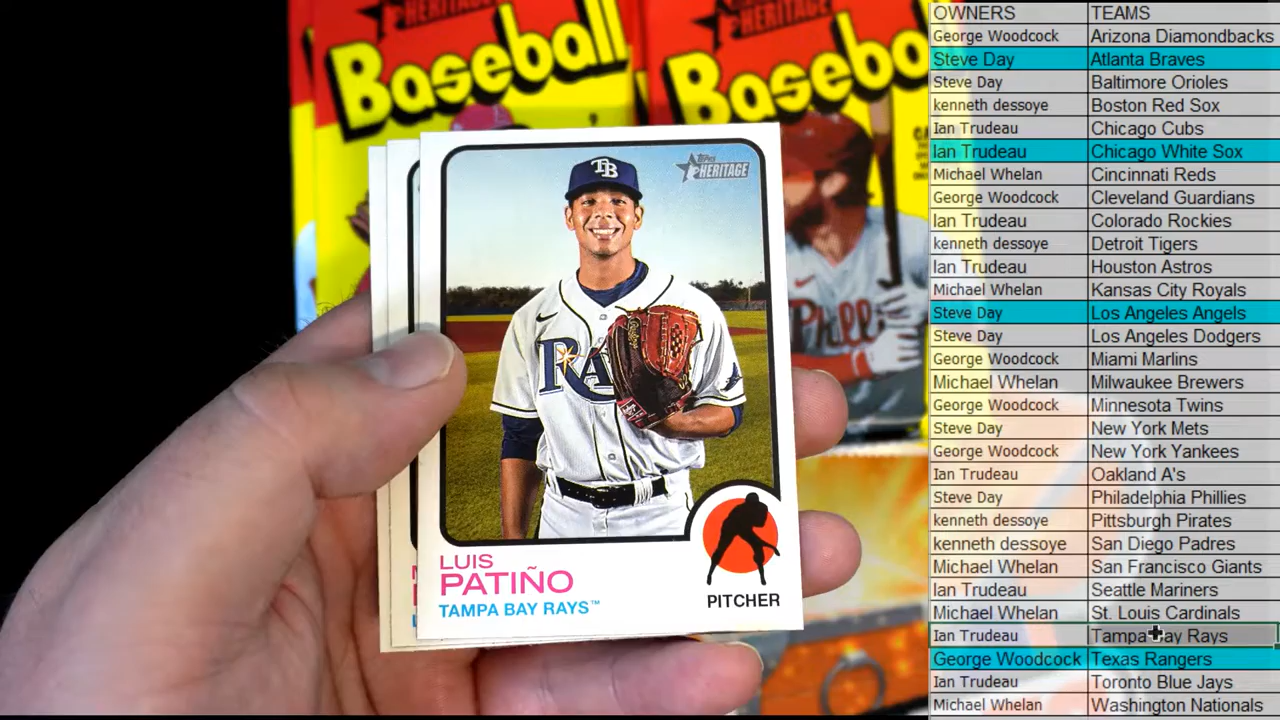 HERITAGE
HERITAGE
Baseball
Baseball
TB
Topps
HERITAGE
RA
Phill
LUIS
PATIÑO
TAMPA BAY RAYS™
PITCHER
OWNERS TEAMS
George Woodcock Arizona Diamondbacks
Steve Day Atlanta Braves
Steve Day Baltimore Orioles
kenneth dessoye Boston Red Sox
Ian Trudeau Chicago Cubs
Ian Trudeau Chicago White Sox
Michael Whelan Cincinnati Reds
George Woodcock Cleveland Guardians
Ian Trudeau Colorado Rockies
kenneth dessoye Detroit Tigers
Ian Trudeau Houston Astros
Michael Whelan Kansas City Royals
Steve Day Los Angeles Angels
Steve Day Los Angeles Dodgers
George Woodcock Miami Marlins
Michael Whelan Milwaukee Brewers
George Woodcock Minnesota Twins
Steve Day New York Mets
George Woodcock New York Yankees
Ian Trudeau Oakland A's
Steve Day Philadelphia Phillies
kenneth dessoye Pittsburgh Pirates
kenneth dessoye San Diego Padres
Michael Whelan San Francisco Giants
Ian Trudeau Seattle Mariners
Michael Whelan St. Louis Cardinals
Ian Trudeau Tampa Bay Rays
George Woodcock Texas Rangers
Ian Trudeau Toronto Blue Jays
Michael Whelan Washington Nationals